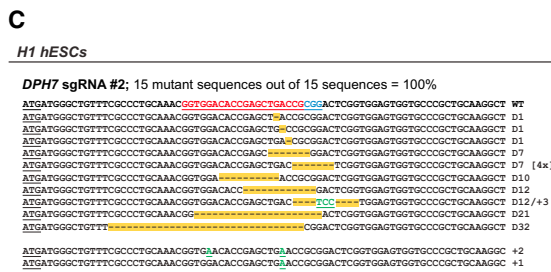 C
H1 hESCs
DPH7 sgRNA #2; 15 mutant sequences out of 15 sequences = 100%
ATGATGGGCTGTTTCGCCCTGCAAACGGTGGACACCGAGCTGACCGCGGACTCGGTGGAGTGGTGCCCGCTGCAAGGCT WT
ATGATGGGCTGTTTCGCCCTGCAAACGGTGGACACCGAGCT-ACCGCGGACTCGGTGGAGTGGTGCCCGCTGCAAGGCT D1
ATGATGGGCTGTTTCGCCCTGCAAACGGTGGACACCGAGCTG-CCGCGGACTCGGTGGAGTGGTGCCCGCTGCAAGGCT D1
ATGATGGGCTGTTTCGCCCTGCAAACGGTGGACACCGAGCTGA-CGCGGACTCGGTGGAGTGGTGCCCGCTGCAAGGCT D1
ATGATGGGCTGTTTCGCCCTGCAAACGGTGGACACCGAGC-------GGACTCGGTGGAGTGGTGCCCGCTGCAAGGCT D7
ATGATGGGCTGTTTCGCCCTGCAAACGGTGGACACCGAGCTGAC-------TCGGTGGAGTGGTGCCCGCTGCAAGGCT D7 [4x]
ATGATGGGCTGTTTCGCCCTGCAAACGGTGGA----------ACCGCGGACTCGGTGGAGTGGTGCCCGCTGCAAGGCT D10
ATGATGGGCTGTTTCGCCCTGCAAACGGTGGACACC------------GACTCGGTGGAGTGGTGCCCGCTGCAAGGCT D12
ATGATGGGCTGTTTCGCCCTGCAAACGGTGGACACCGAGCTGAC----TCC----TGGAGTGGTGCCCGCTGCAAGGCT D12/+3
ATGATGGGCTGTTTCGCCCTGCAAACGG---------------------ACTCGGTGGAGTGGTGCCCGCTGCAAGGCT D21
ATGATGGGCTGTTT--------------------------------CGGACTCGGTGGAGTGGTGCCCGCTGCAAGGCT D32
ATGATGGGCTGTTTCGCCCTGCAAACGGTGAACACCGAGCTGAACCGCGGACTCGGTGGAGTGGTGCCCGCTGCAAGGC +2
ATGATGGGCTGTTTCGCCCTGCAAACGGTGGACACCGAGCTGAACCGCGGACTCGGTGGAGTGGTGCCCGCTGCAAGGC +1